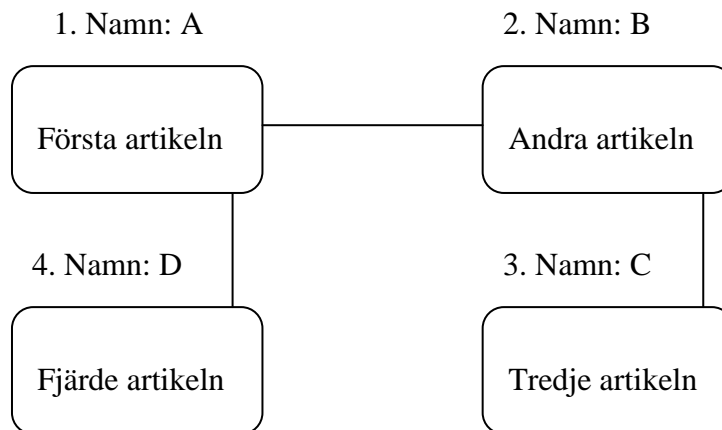 1. Namn: A
2. Namn: B
Första artikeln
Andra artikeln
4. Namn: D
3. Namn: C
Fjärde artikeln
Tredje artikeln